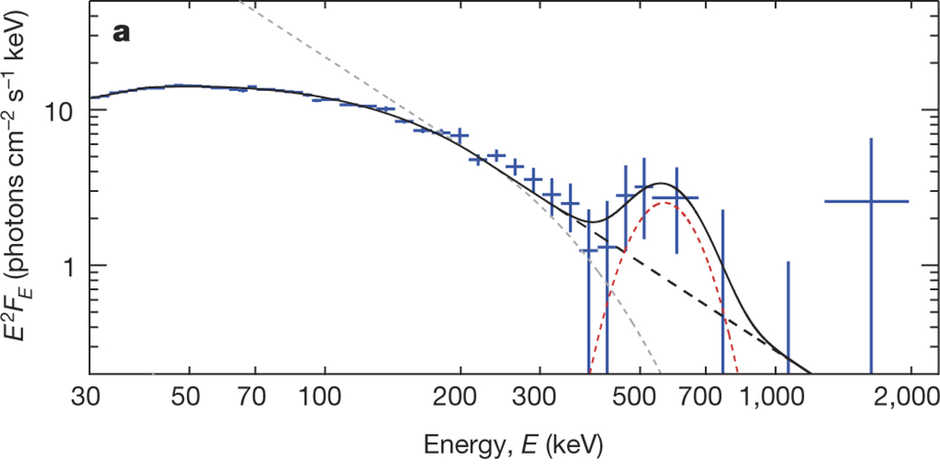 a
E²F_E (photons cm⁻² s⁻¹ keV)
10
1
30 50 70 100 200 300 500 700 1,000 2,000
Energy, E (keV)